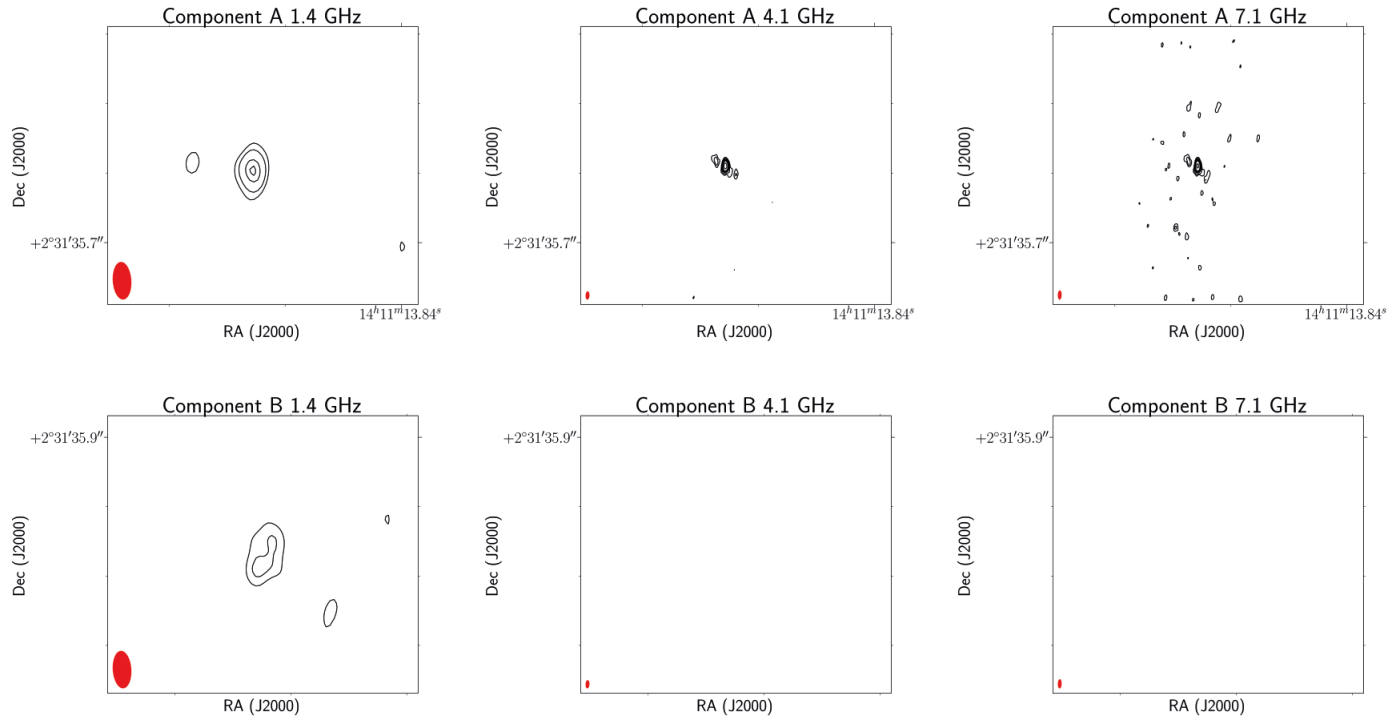 Component A 1.4 GHz
Component A 4.1 GHz
Component A 7.1 GHz
Dec (J2000)
Dec (J2000)
Dec (J2000)
+2°31′35.7″
+2°31′35.7″
+2°31′35.7″
14ʰ11ᵐ13.84ˢ
14ʰ11ᵐ13.84ˢ
14ʰ11ᵐ13.84ˢ
RA (J2000)
RA (J2000)
RA (J2000)
Component B 1.4 GHz
Component B 4.1 GHz
Component B 7.1 GHz
+2°31′35.9″
+2°31′35.9″
+2°31′35.9″
Dec (J2000)
Dec (J2000)
Dec (J2000)
RA (J2000)
RA (J2000)
RA (J2000)